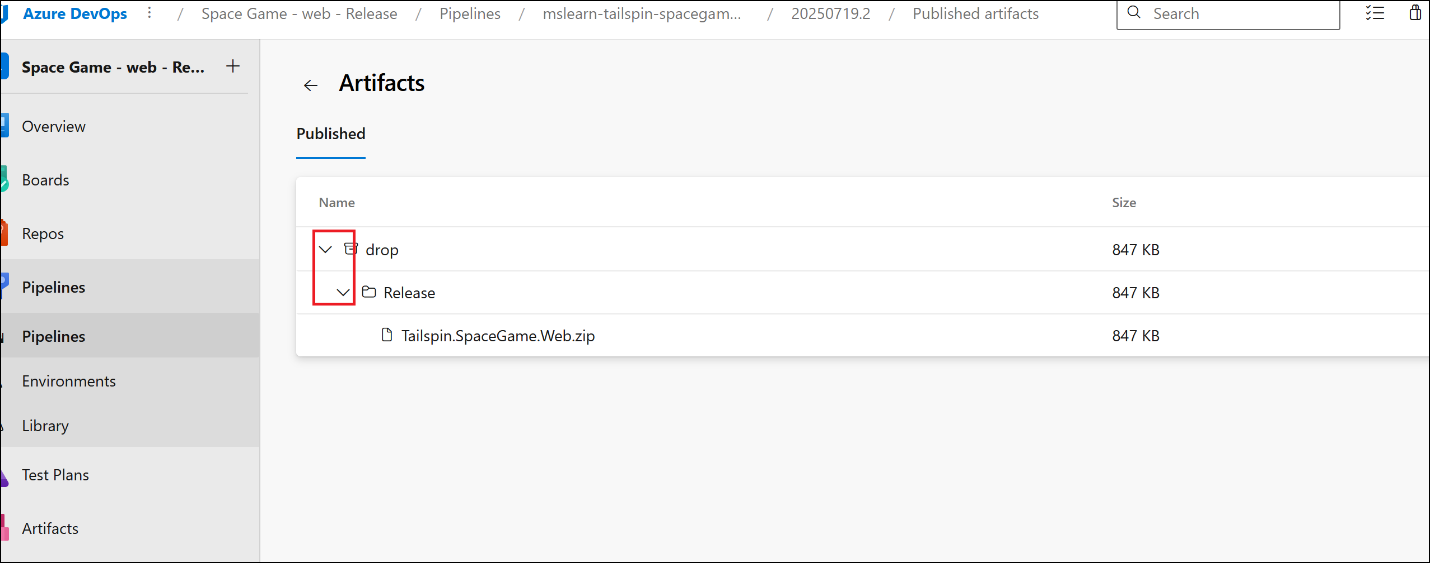 Azure DevOps / Space Game - web - Release / Pipelines / mslearn-tailspin-spacegam... / 20250719.2 / Published artifacts Search
Space Game - web - Re... +
Overview
Boards
Repos
Pipelines
Pipelines
Environments
Library
Test Plans
Artifacts
Artifacts
Published
Name Size
drop 847 KB
Release 847 KB
Tailspin.SpaceGame.Web.zip 847 KB